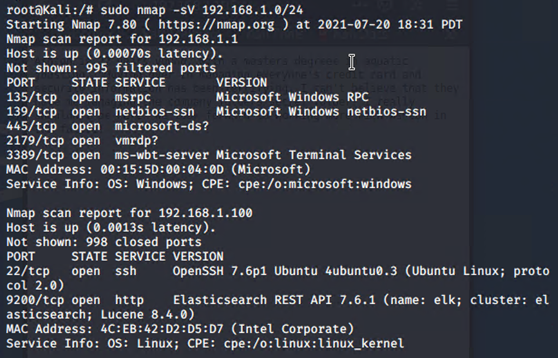 root@Kali:/# sudo nmap -sV 192.168.1.0/24
Starting Nmap 7.80 ( https://nmap.org ) at 2021-07-20 18:31 PDT
Nmap scan report for 192.168.1.1
Host is up (0.00070s latency).
Not shown: 995 filtered ports
PORT     STATE SERVICE       VERSION
135/tcp  open  msrpc         Microsoft Windows RPC
139/tcp  open  netbios-ssn   Microsoft Windows netbios-ssn
445/tcp  open  microsoft-ds?
2179/tcp open  vmrdp?
3389/tcp open  ms-wbt-server Microsoft Terminal Services
MAC Address: 00:15:5D:00:04:0D (Microsoft)
Service Info: OS: Windows; CPE: cpe:/o:microsoft:windows

Nmap scan report for 192.168.1.100
Host is up (0.0013s latency).
Not shown: 998 closed ports
PORT     STATE SERVICE VERSION
22/tcp   open  ssh     OpenSSH 7.6p1 Ubuntu 4ubuntu0.3 (Ubuntu Linux; proto
col 2.0)
9200/tcp open  http    Elasticsearch REST API 7.6.1 (name: elk; cluster: el
asticsearch; Lucene 8.4.0)
MAC Address: 4C:EB:42:D2:D5:D7 (Intel Corporate)
Service Info: OS: Linux; CPE: cpe:/o:linux:linux_kernel